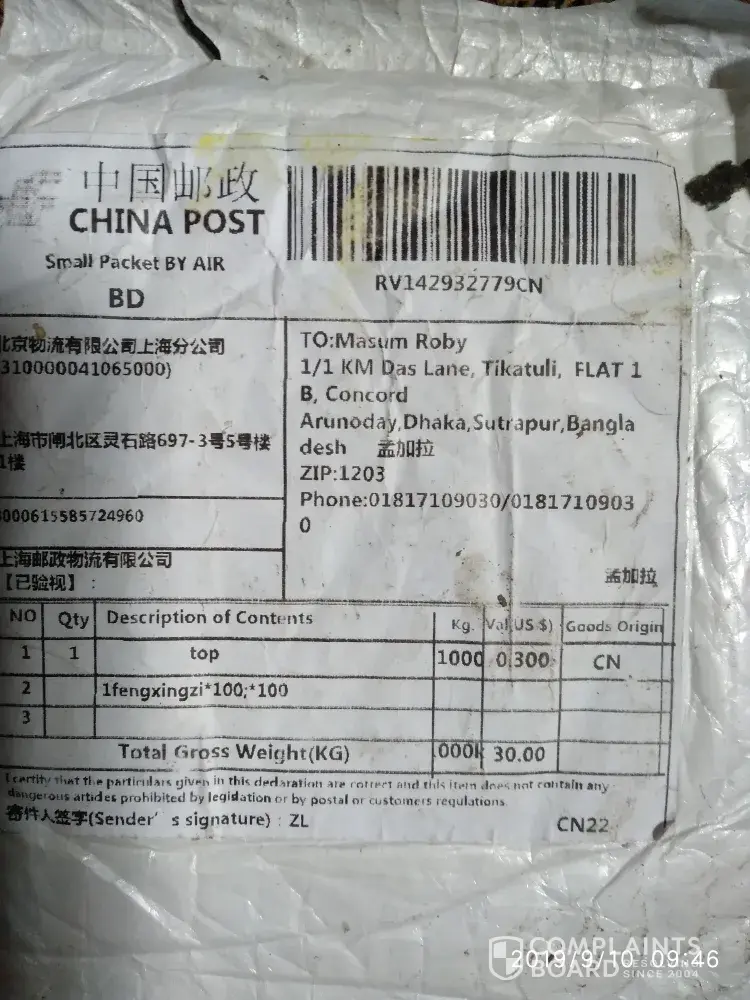 中国邮政
CHINA POST
Small Packet BY AIR
BD
RV142932779CN
北京物流有限公司上海分公司
310000041065000)
上海市闸北区灵石路697-3号5号楼
1楼
000615585724960
上海邮政物流有限公司
【已验视】:
TO:Masum Roby
1/1 KM Das Lane, Tikatuli, FLAT 1
B, Concord
Arunoday,Dhaka,Sutrapur,Bangla
desh 孟加拉
ZIP:1203
Phone:01817109030/0181710903
0
孟加拉
NO Qty Description of Contents Kg. Val(US $) Goods Origin
1 1 top 1000 0.300 CN
2 1fengxingzi*100;*100
3
Total Gross Weight(KG) 30.00
I certify that the particulars given in this declaration are correct and this item does not contain any
dangerous articles prohibited by legislation or by postal or customers regulations.
寄件人签字(Sender's signature) : ZL
CN22
COMPLAINTS
BOARD SINCE 2004
2019/9/10 09:46